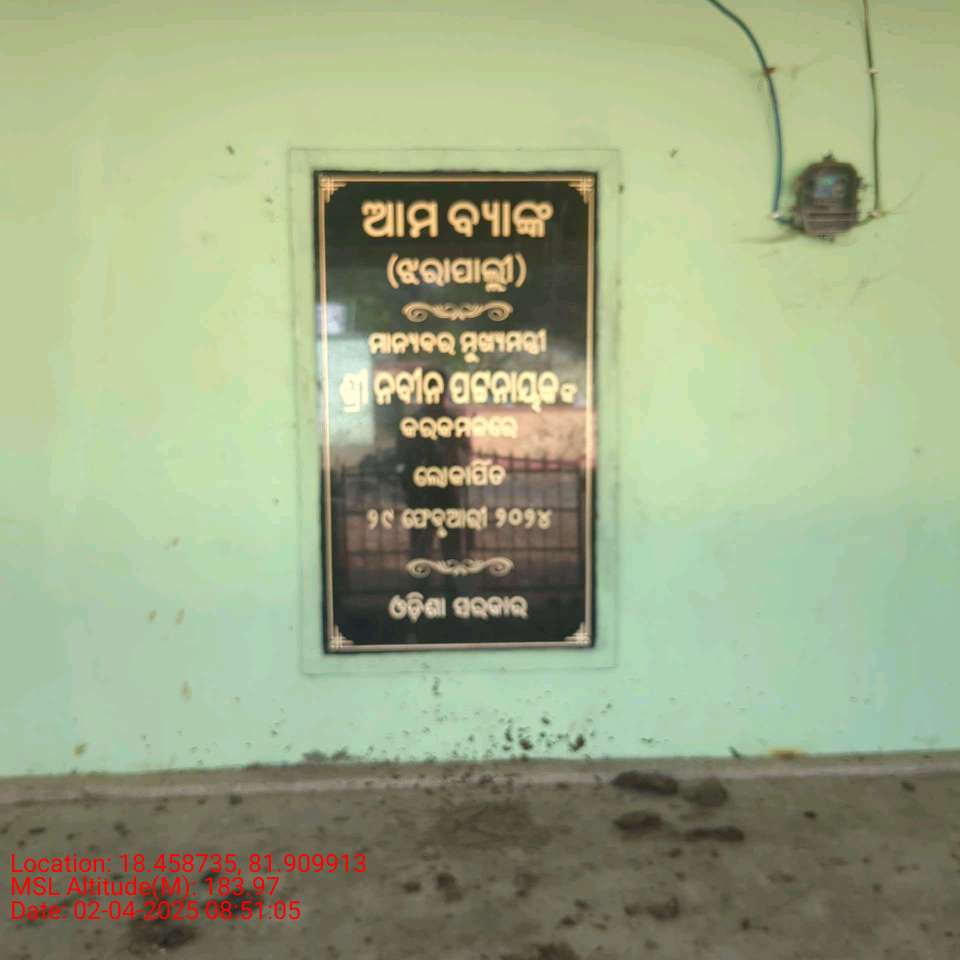 ଆମ ବ୍ୟାଙ୍କ
(ଝରାପାଲ୍ଲୀ)
ମାନ୍ୟବର ମୁଖ୍ୟମନ୍ତ୍ରୀ
ଶ୍ରୀ ନବୀନ ପଟ୍ଟନାୟକଙ୍କ
କରକମଳରେ
ଲୋକାର୍ପିତ
୨୯ ଫେବୃଆରୀ ୨୦୨୪
ଓଡ଼ିଶା ସରକାର
Location: 18.458735, 81.909913
MSL Altitude(M): 183.97
Date: 02-04-2025 08:51:05